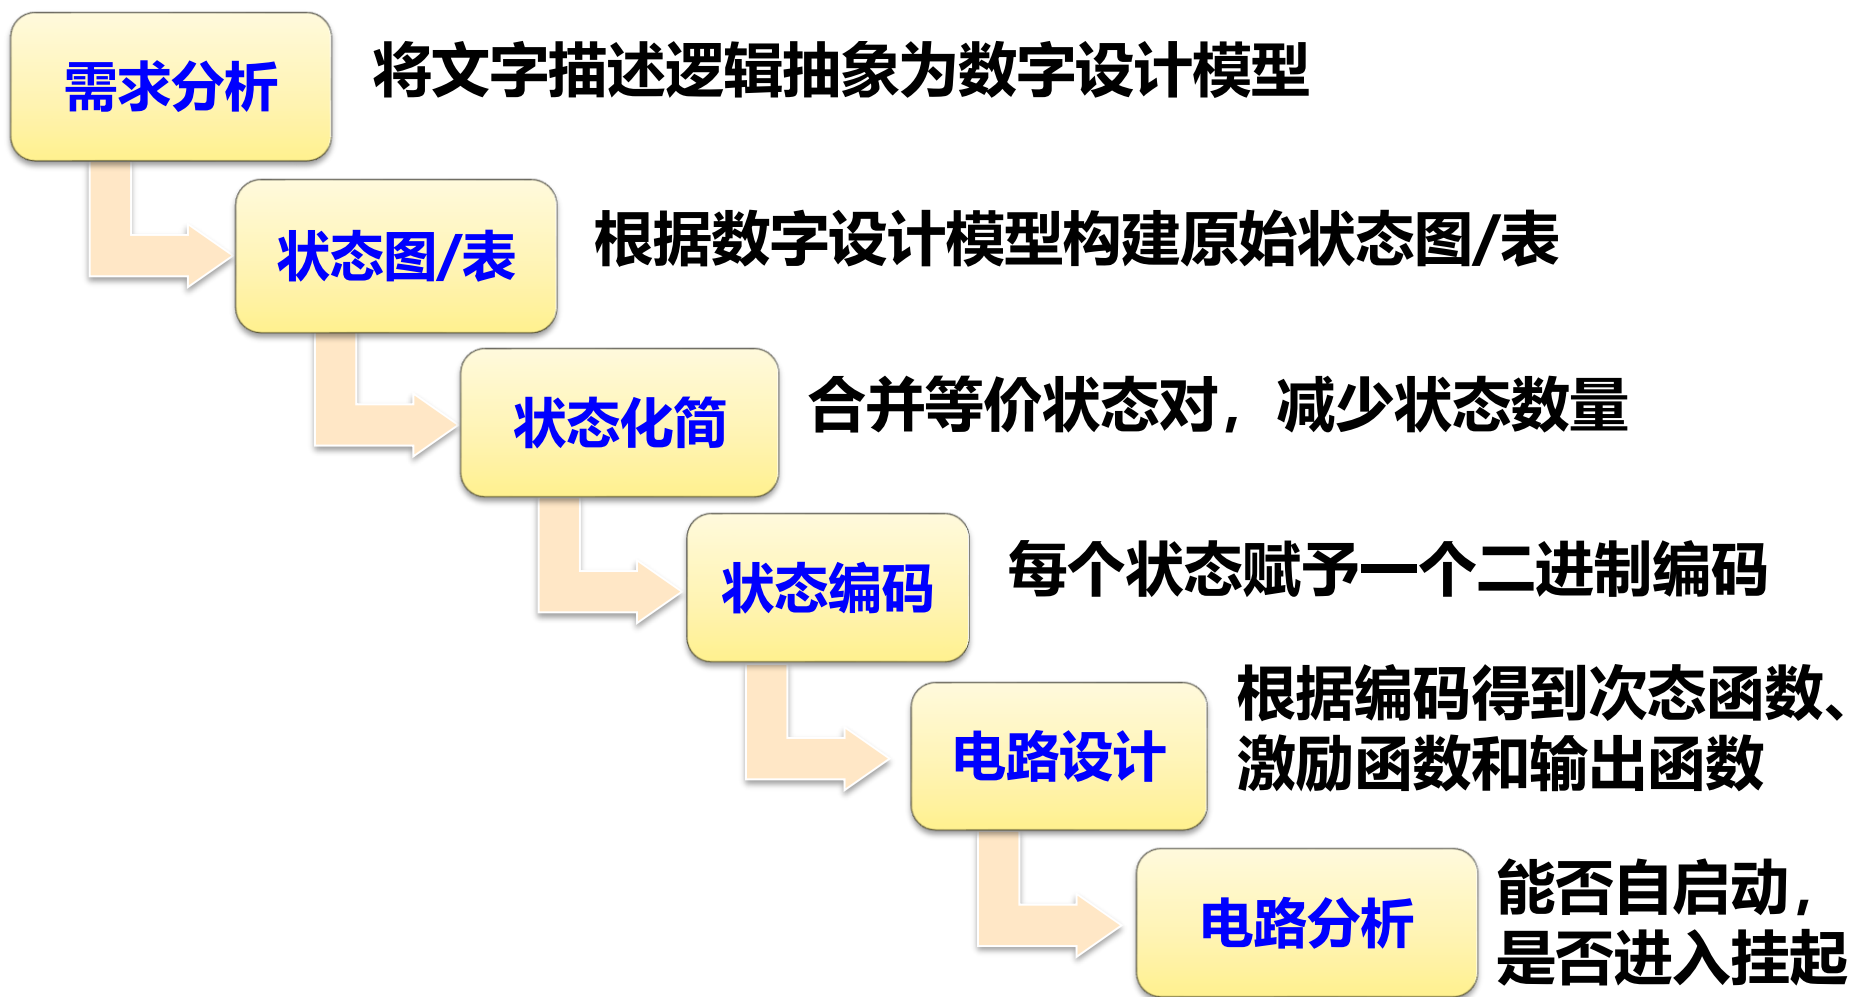 需求分析
将文字描述逻辑抽象为数字设计模型
状态图/表
根据数字设计模型构建原始状态图/表
状态化简
合并等价状态对，减少状态数量
状态编码
每个状态赋予一个二进制编码
电路设计
根据编码得到次态函数、
激励函数和输出函数
电路分析
能否自启动，
是否进入挂起